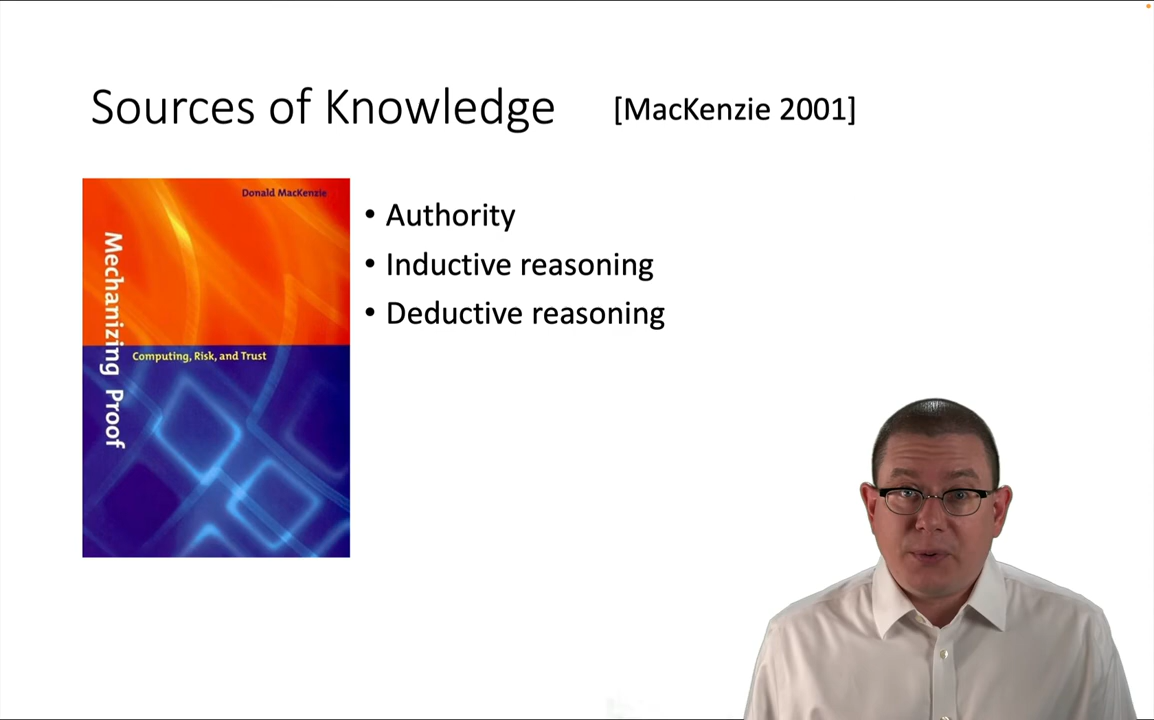 Sources of Knowledge [MacKenzie 2001]
Donald MacKenzie
Mechanizing Proof
Computing, Risk, and Trust
• Authority
• Inductive reasoning
• Deductive reasoning